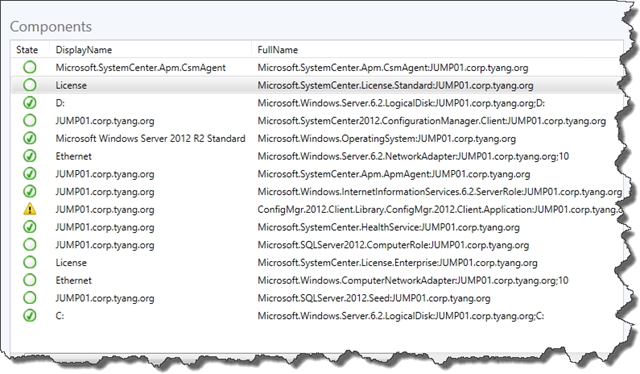 Components
State DisplayName FullName
Microsoft.SystemCenter.Apm.CsmAgent Microsoft.SystemCenter.Apm.CsmAgent:JUMP01.corp.tyang.org
License Microsoft.SystemCenter.License.Standard:JUMP01.corp.tyang.org
D: Microsoft.Windows.Server.6.2.LogicalDisk:JUMP01.corp.tyang.org;D:
JUMP01.corp.tyang.org Microsoft.SystemCenter2012.ConfigurationManager.Client:JUMP01.corp.tyang.org
Microsoft Windows Server 2012 R2 Standard Microsoft.Windows.OperatingSystem:JUMP01.corp.tyang.org
Ethernet Microsoft.Windows.Server.6.2.NetworkAdapter:JUMP01.corp.tyang.org;10
JUMP01.corp.tyang.org Microsoft.SystemCenter.Apm.ApmAgent:JUMP01.corp.tyang.org
JUMP01.corp.tyang.org Microsoft.Windows.InternetInformationServices.6.2.ServerRole:JUMP01.corp.tyang.org
JUMP01.corp.tyang.org ConfigMgr.2012.Client.Library.ConfigMgr.2012.Client.Application:JUMP01.corp.tyang.o
JUMP01.corp.tyang.org Microsoft.SystemCenter.HealthService:JUMP01.corp.tyang.org
JUMP01.corp.tyang.org Microsoft.SQLServer2012.ComputerRole:JUMP01.corp.tyang.org
License Microsoft.SystemCenter.License.Enterprise:JUMP01.corp.tyang.org
Ethernet Microsoft.Windows.ComputerNetworkAdapter:JUMP01.corp.tyang.org;10
JUMP01.corp.tyang.org Microsoft.SQLServer.2012.Seed:JUMP01.corp.tyang.org
C: Microsoft.Windows.Server.6.2.LogicalDisk:JUMP01.corp.tyang.org;C: